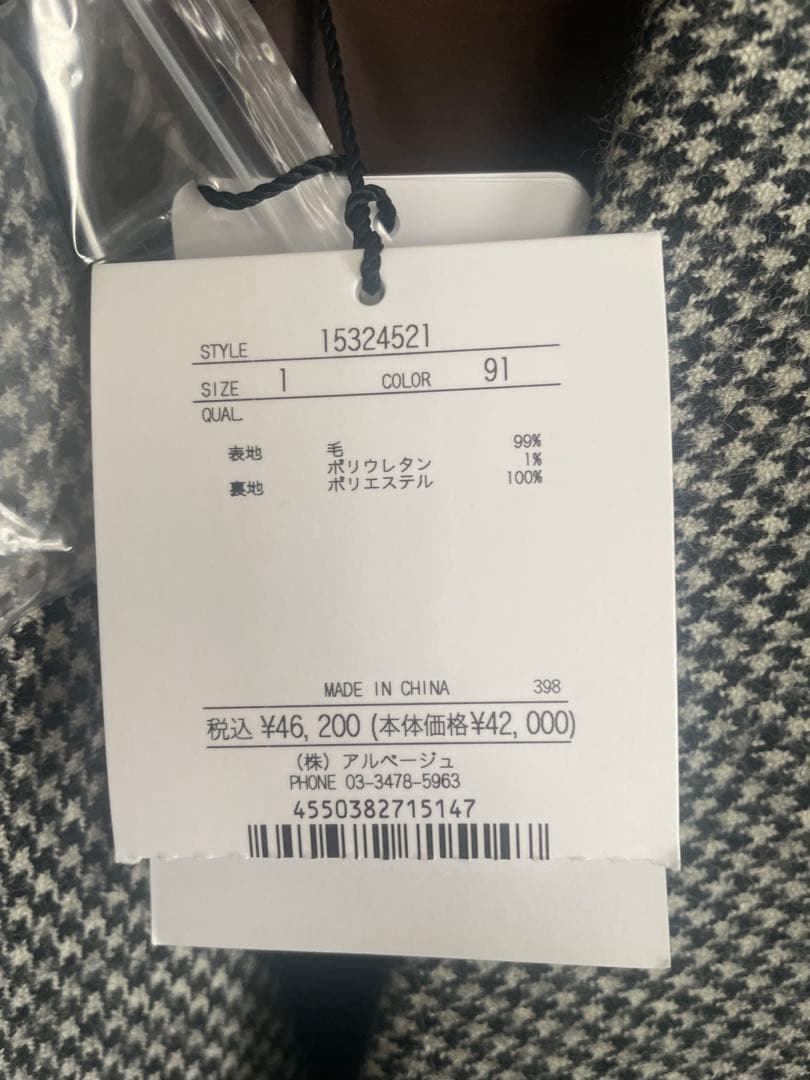 STYLE 15324521
SIZE 1 COLOR 91
QUAL.
表地 毛 99%
ポリウレタン 1%
裏地 ポリエステル 100%
MADE IN CHINA 398
税込 ¥46,200 (本体価格¥42,000)
(株) アルページュ
PHONE 03-3478-5963
4550382715147